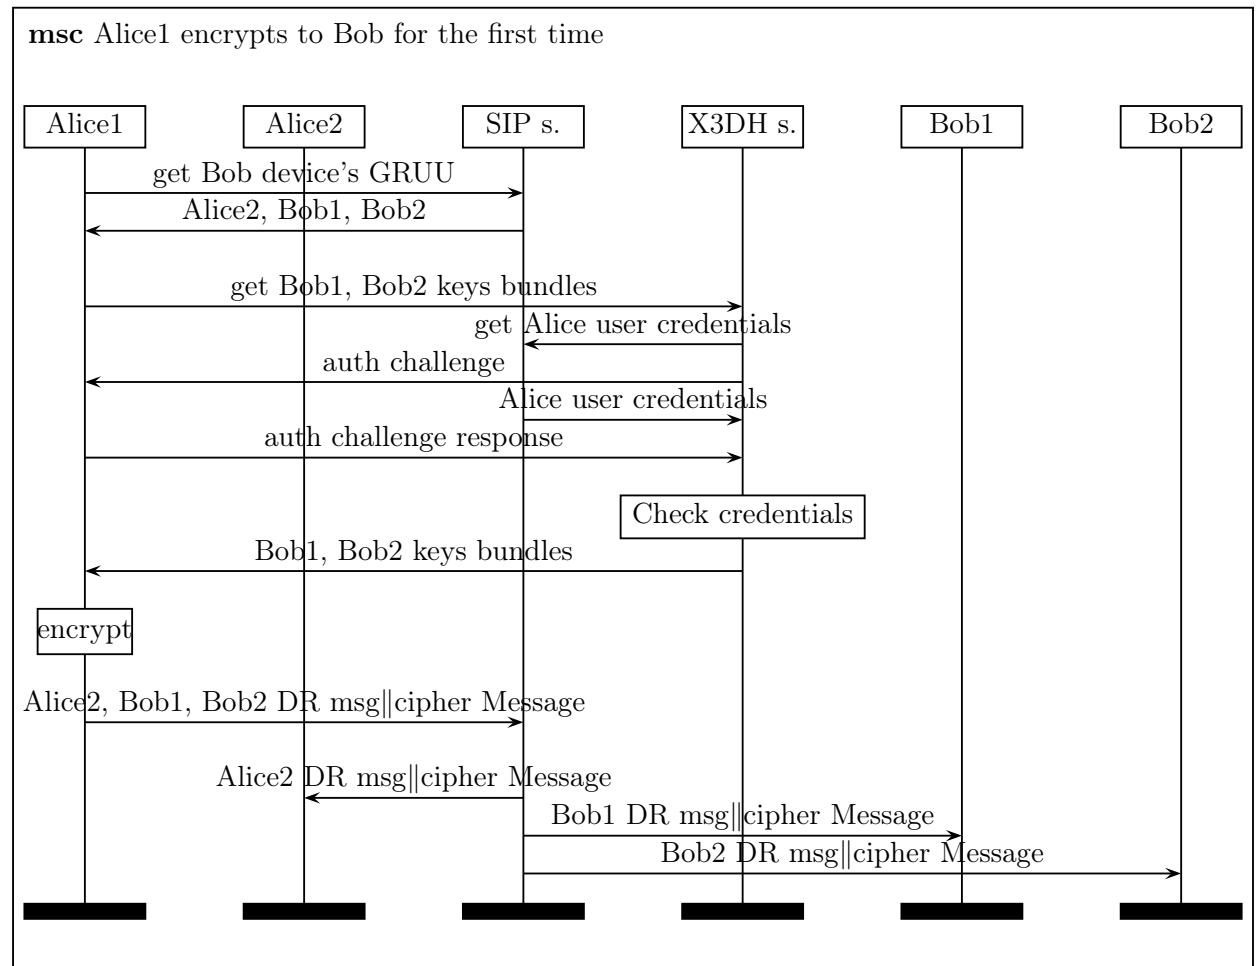 msc Alice1 encrypts to Bob for the first time
Alice1
Alice2
SIP s.
X3DH s.
Bob1
Bob2
get Bob device's GRUU
Alice2, Bob1, Bob2
get Bob1, Bob2 keys bundles
get Alice user credentials
auth challenge
Alice user credentials
auth challenge response
Check credentials
Bob1, Bob2 keys bundles
encrypt
Alice2, Bob1, Bob2 DR msg||cipher Message
Alice2 DR msg||cipher Message
Bob1 DR msg||cipher Message
Bob2 DR msg||cipher Message